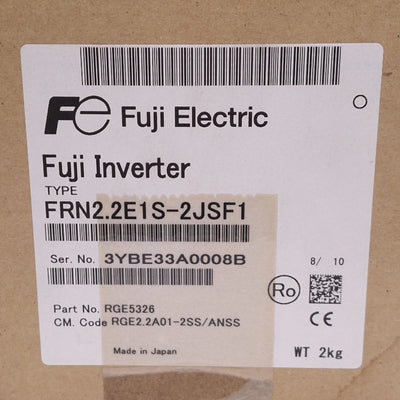 Fe Fuji Electric
Fuji Inverter
TYPE
FRN2.2E1S-2JSF1
Ser. No. 3YBE33A0008B
8/ 10
Ro
Part No. RGE5326
CM. Code RGE2.2A01-2SS/ANSS
CE
Made in Japan
WT 2kg